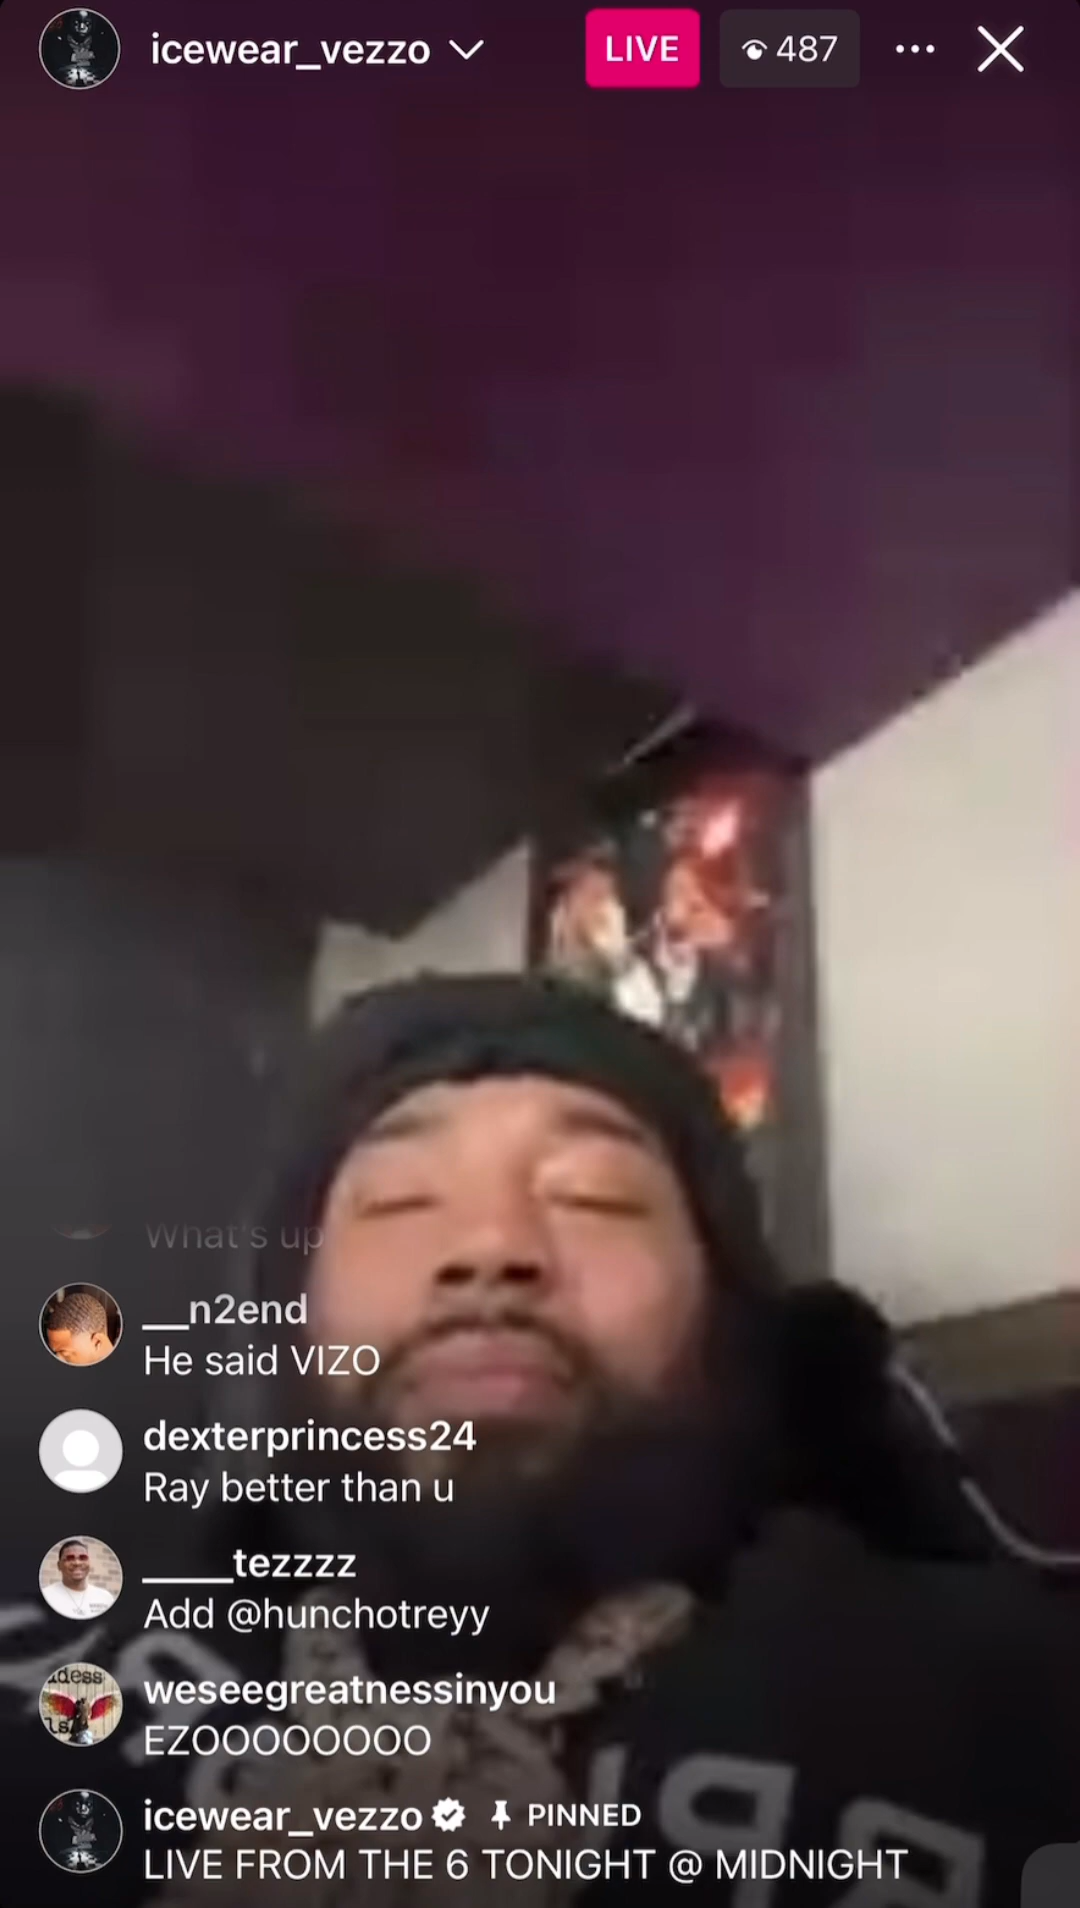 icewear_vezzo
LIVE
487
What's up
__n2end
He said VIZO
dexterprincess24
Ray better than u
____tezzzz
Add @hunchotreyy
weseegreatnessinyou
EZOOOOOOOO
icewear_vezzo PINNED
LIVE FROM THE 6 TONIGHT @ MIDNIGHT